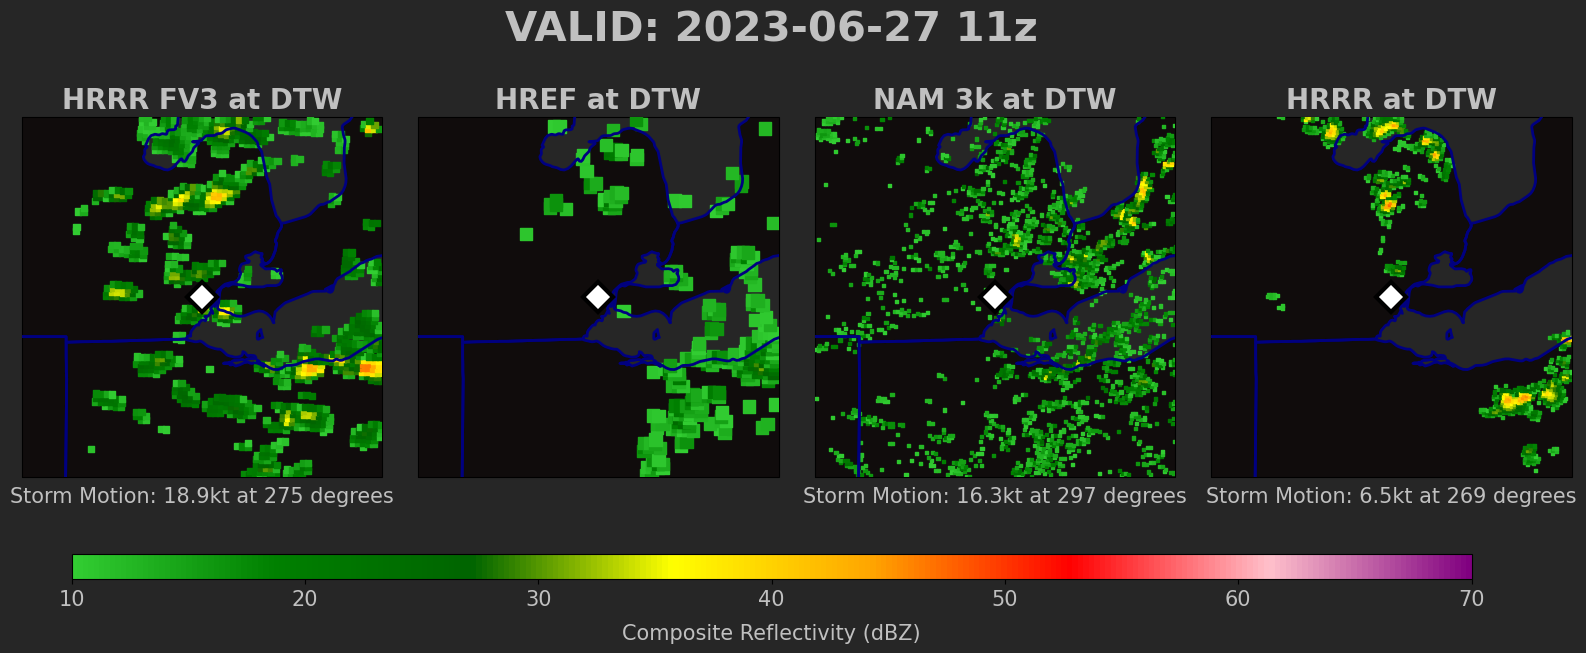 VALID: 2023-06-27 11z
HRRR FV3 at DTW
HREF at DTW
NAM 3k at DTW
HRRR at DTW
Storm Motion: 18.9kt at 275 degrees
Storm Motion: 16.3kt at 297 degrees
Storm Motion: 6.5kt at 269 degrees
10 20 30 40 50 60 70
Composite Reflectivity (dBZ)